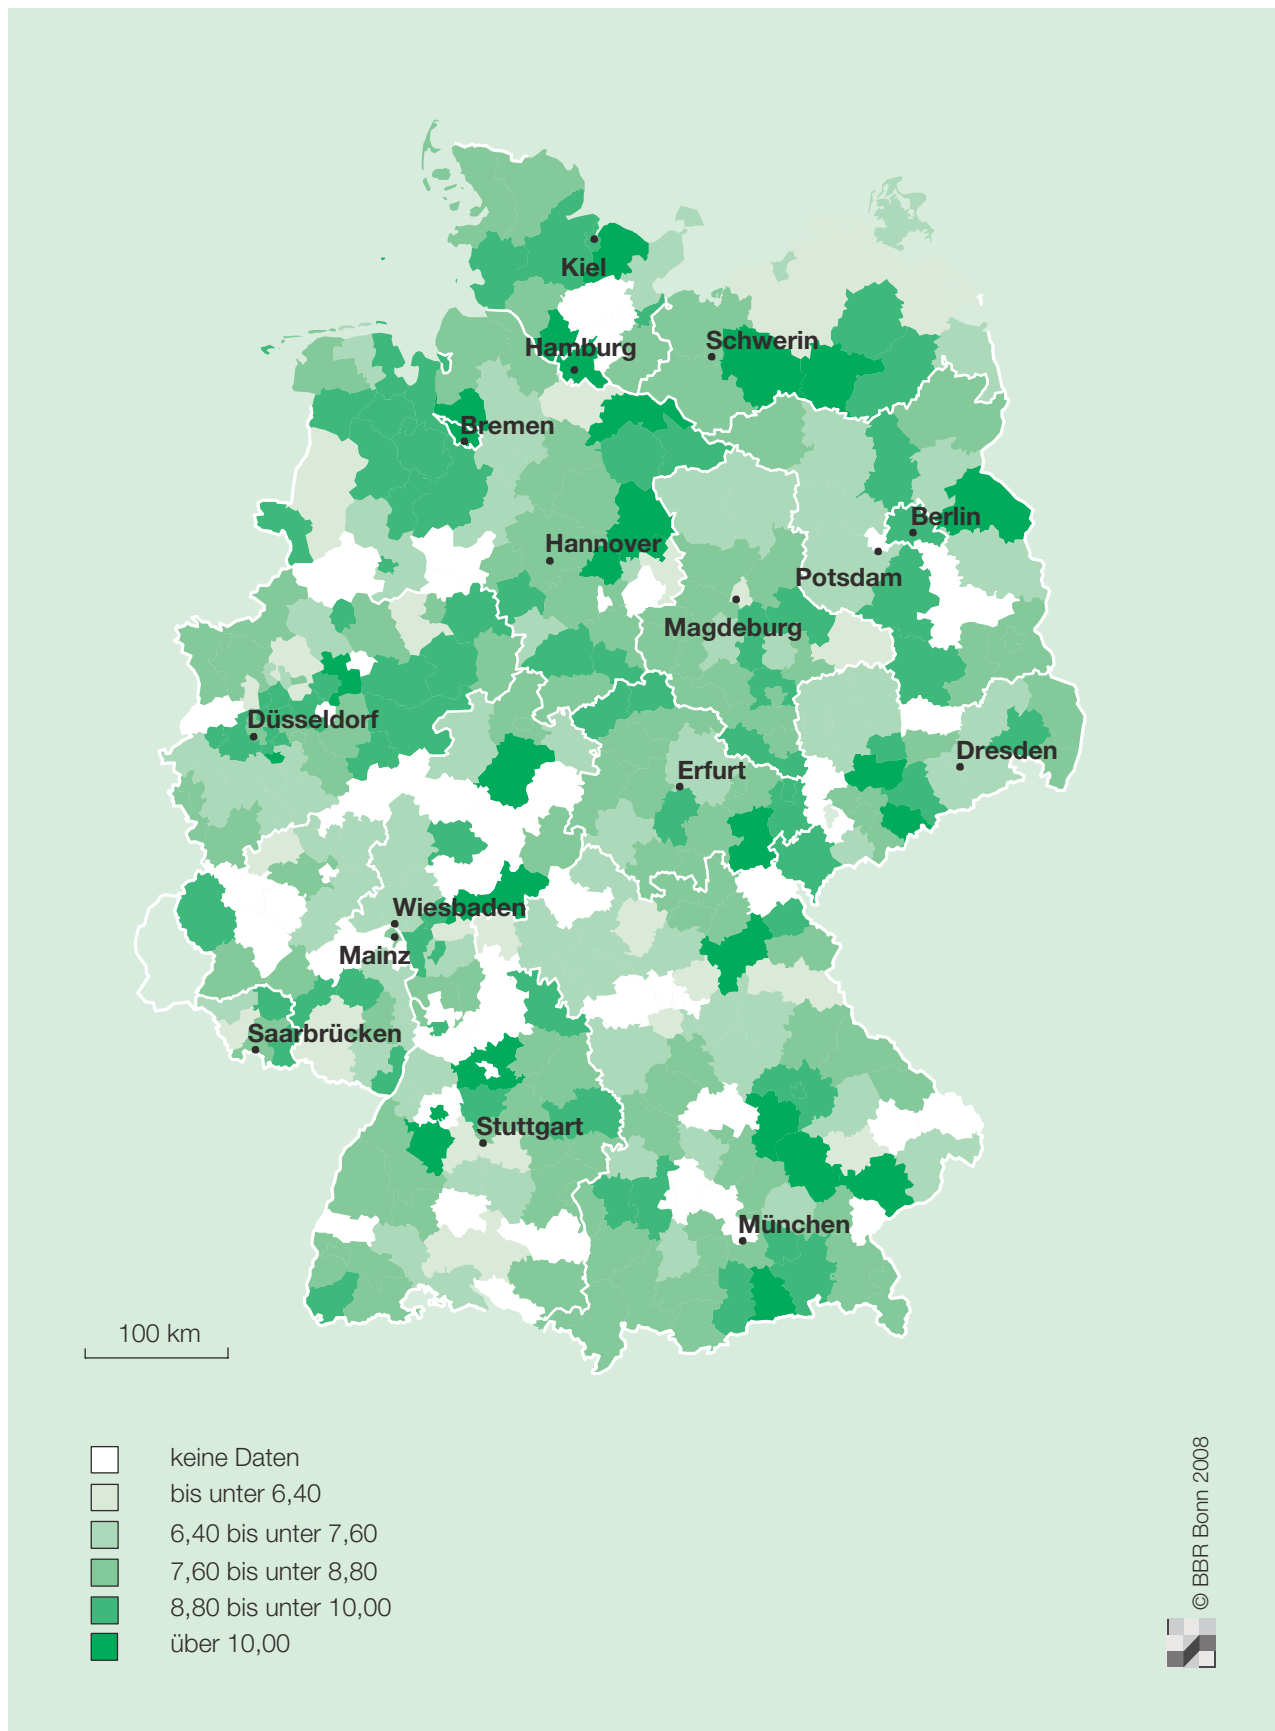 Kiel
Schwerin
Hamburg
Bremen
Berlin
Hannover
Potsdam
Magdeburg
Düsseldorf
Dresden
Erfurt
Wiesbaden
Mainz
Saarbrücken
Stuttgart
München
100 km
keine Daten
bis unter 6,40
6,40 bis unter 7,60
7,60 bis unter 8,80
8,80 bis unter 10,00
über 10,00
© BBR Bonn 2008